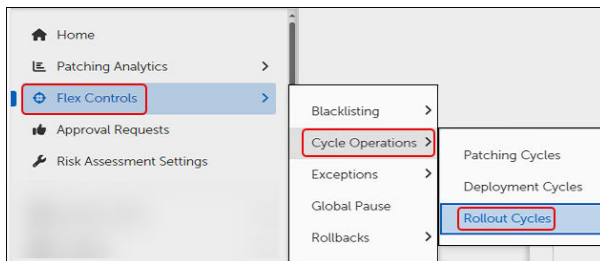 Home
Patching Analytics
Flex Controls
Approval Requests
Risk Assessment Settings
Blacklisting
Cycle Operations
Exceptions
Global Pause
Rollbacks
Patching Cycles
Deployment Cycles
Rollout Cycles